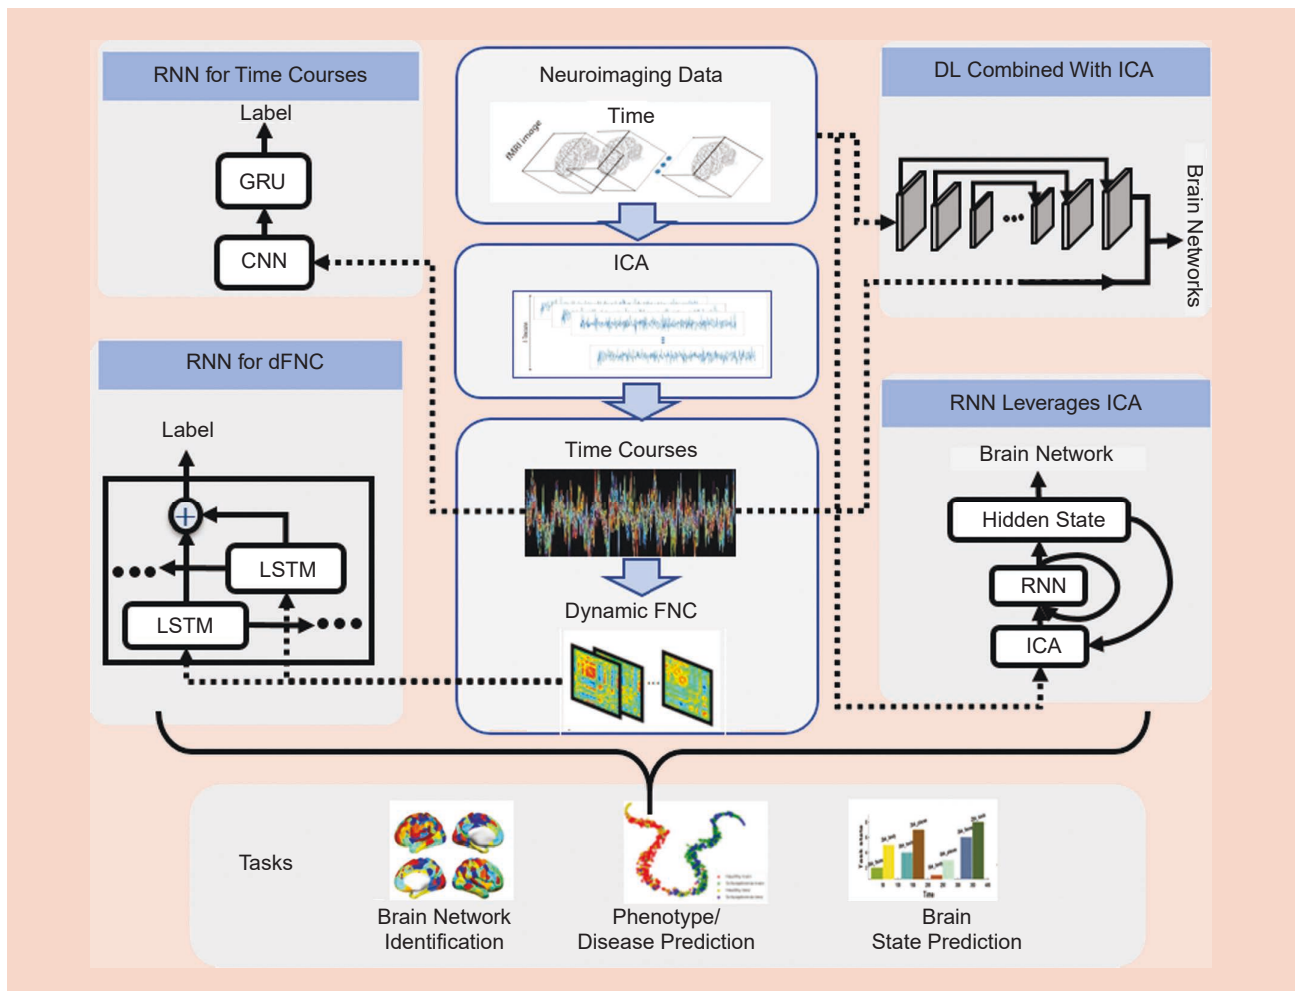 RNN for Time Courses
Label
GRU
CNN
Neuroimaging Data
Time
fMRI image
ICA
DL Combined With ICA
Brain Networks
RNN for dFNC
Label
LSTM
LSTM
Time Courses
Dynamic FNC
RNN Leverages ICA
Brain Network
Hidden State
RNN
ICA
Tasks
Brain Network
Identification
Phenotype/
Disease Prediction
Time
Brain
State Prediction